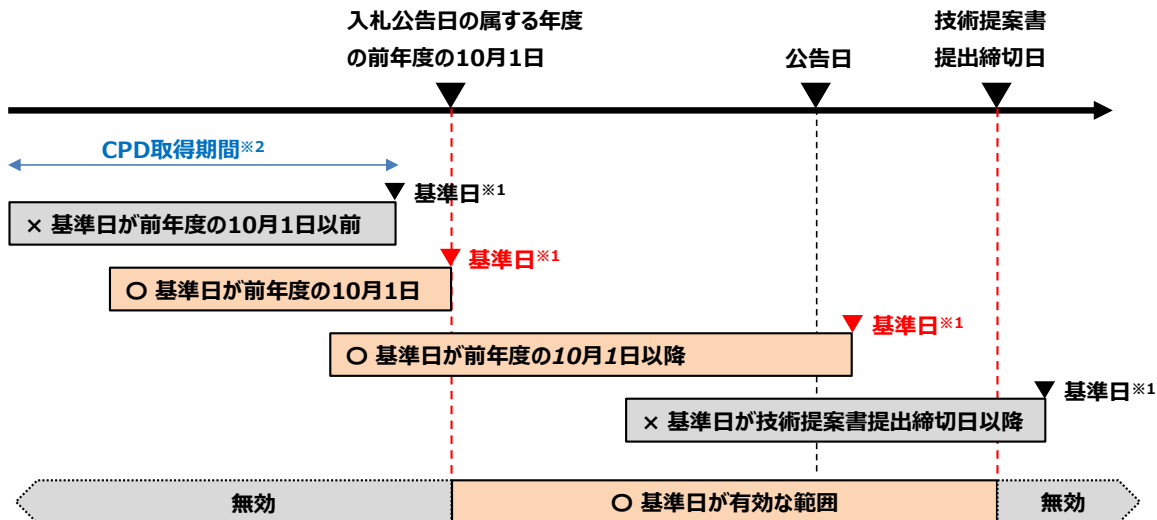 入札公告日の属する年度
の前年度の10月1日
公告日
技術提案書
提出締切日
CPD取得期間※2
基準日※1
× 基準日が前年度の10月1日以前
基準日※1
〇 基準日が前年度の10月1日
基準日※1
〇 基準日が前年度の10月1日以降
基準日※1
× 基準日が技術提案書提出締切日以降
無効
〇 基準日が有効な範囲
無効